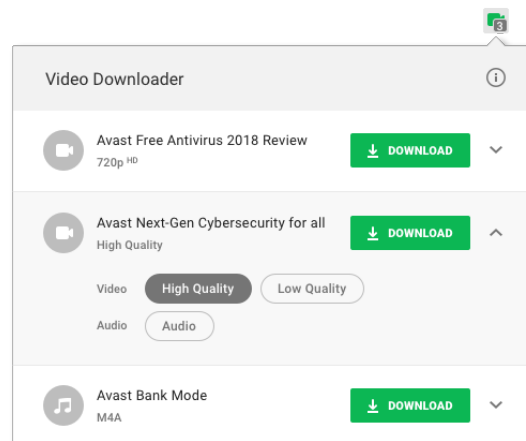 3
Video Downloader
Avast Free Antivirus 2018 Review
720p HD
DOWNLOAD
Avast Next-Gen Cybersecurity for all
High Quality
DOWNLOAD
Video
High Quality
Low Quality
Audio
Audio
Avast Bank Mode
M4A
DOWNLOAD